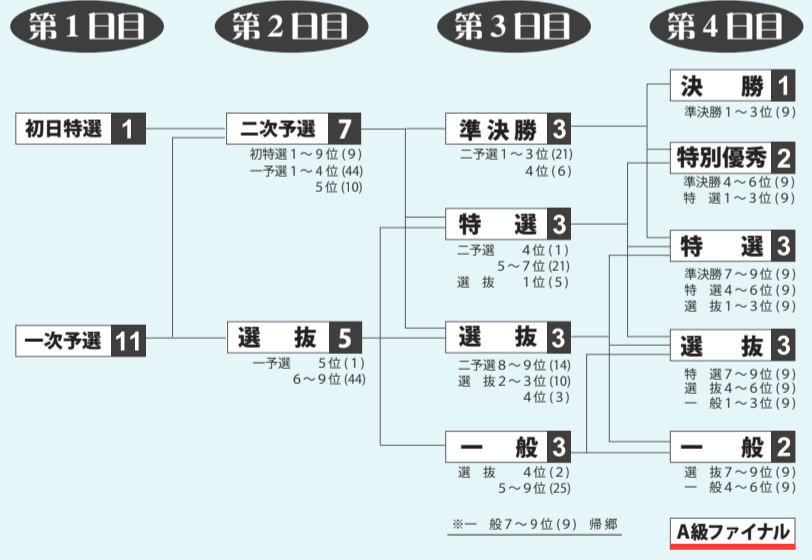 第1日目
第2日目
第3日目
第4日目
初日特選 1
一次予選 11
二次予選 7
初特選1～9位(9)
一予選1～4位(44)
5位(10)
選 抜 5
一予選 5位(1)
6～9位(44)
準決勝 3
二予選1～3位(21)
4位(6)
特 選 3
二予選 4位(1)
5～7位(21)
選 抜 1位(5)
選 抜 3
二予選8～9位(14)
選 抜2～3位(10)
4位(3)
一 般 3
選 抜 4位(2)
5～9位(25)
※一 般7～9位(9) 帰郷
決 勝 1
準決勝1～3位(9)
特別優秀 2
準決勝4～6位(9)
特 選1～3位(9)
特 選 3
準決勝7～9位(9)
特 選4～6位(9)
選 抜1～3位(9)
選 抜 3
特 選7～9位(9)
選 抜4～6位(9)
一 般1～3位(9)
一 般 2
選 抜7～9位(9)
一 般4～6位(9)
A級ファイナル